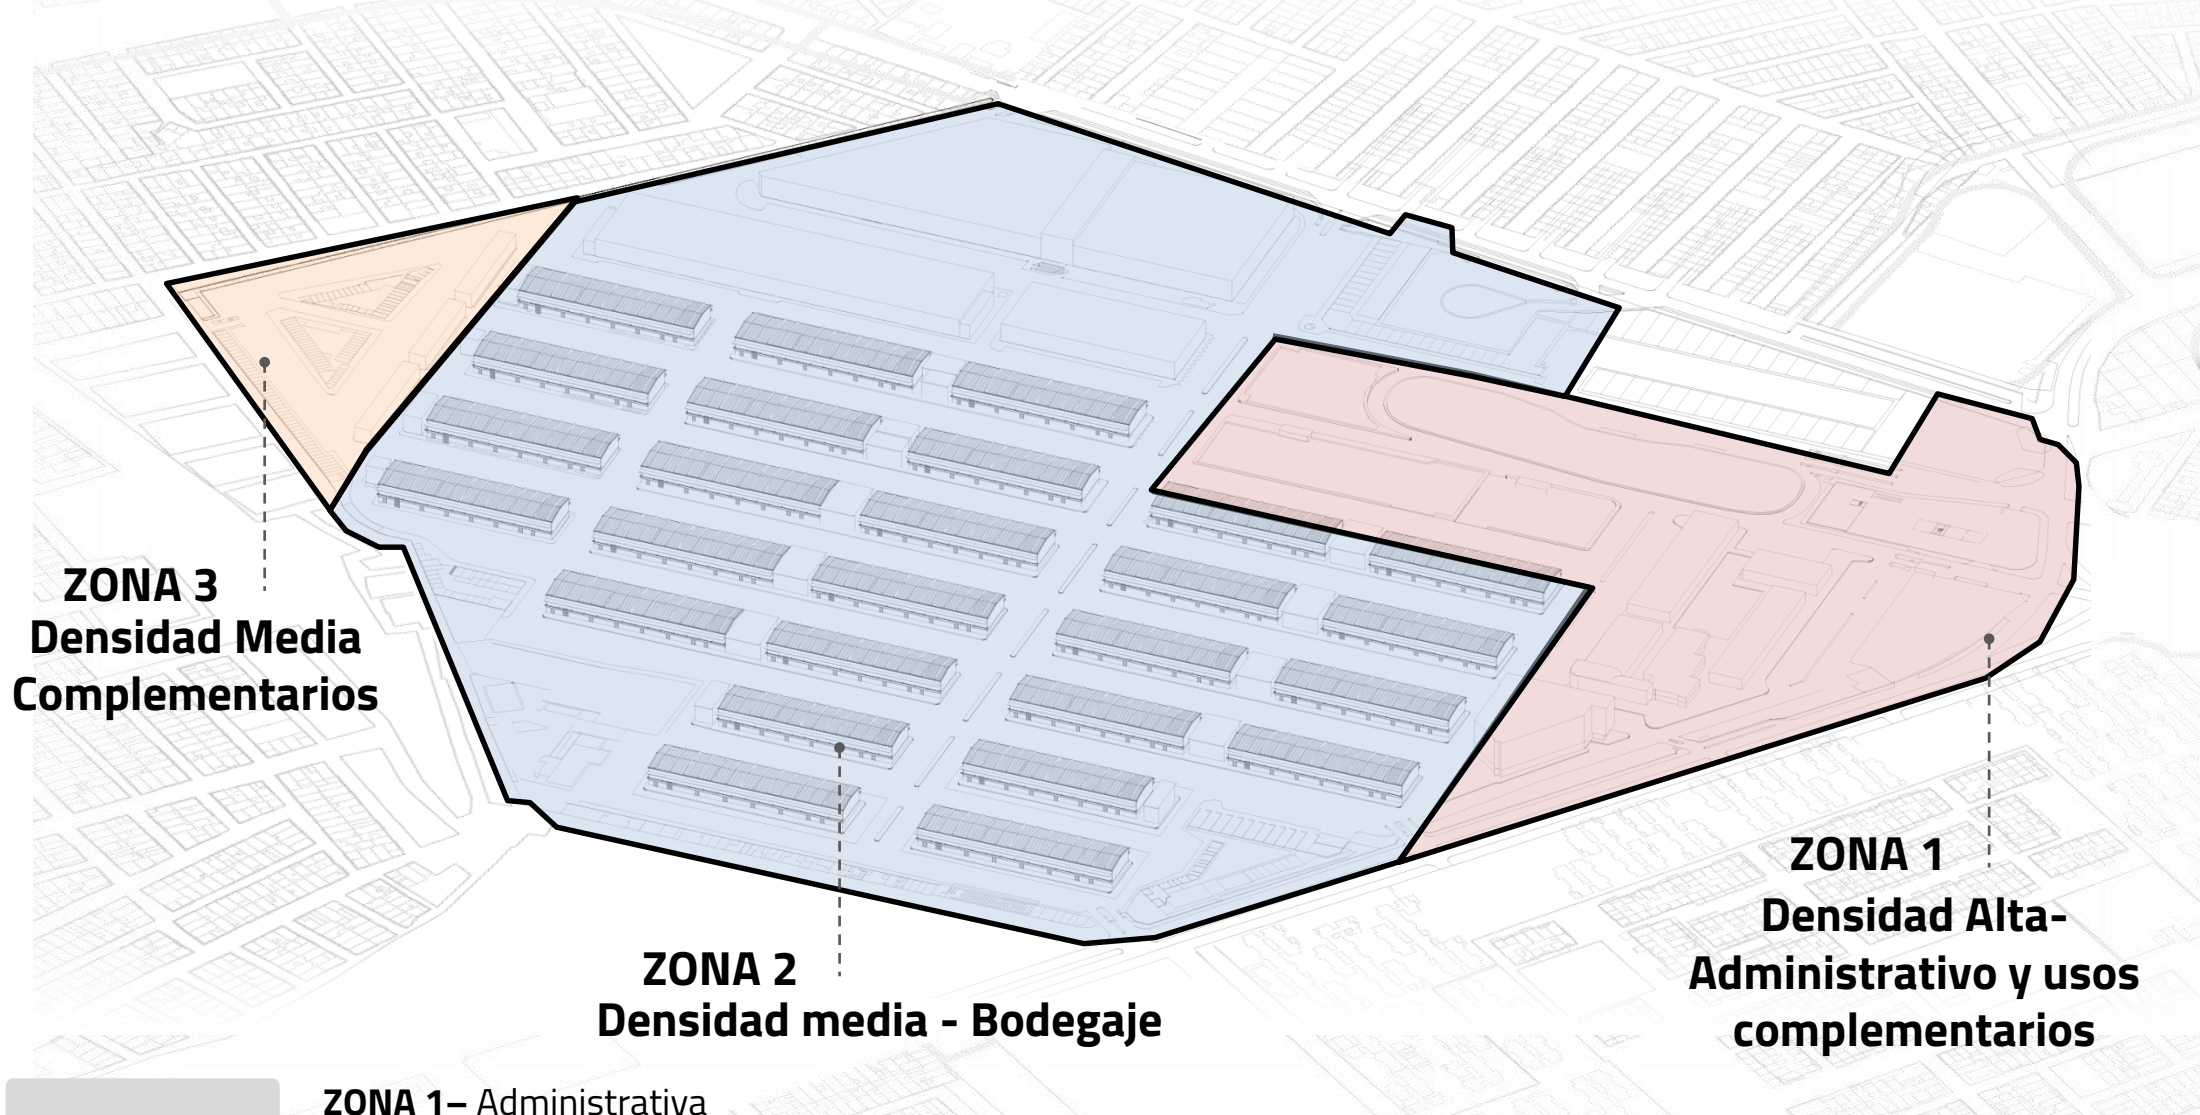 ZONA 3
Densidad Media
Complementarios
ZONA 2
Densidad media - Bodegaje
ZONA 1
Densidad Alta-
Administrativo y usos
complementarios
ZONA 1– Administrativa